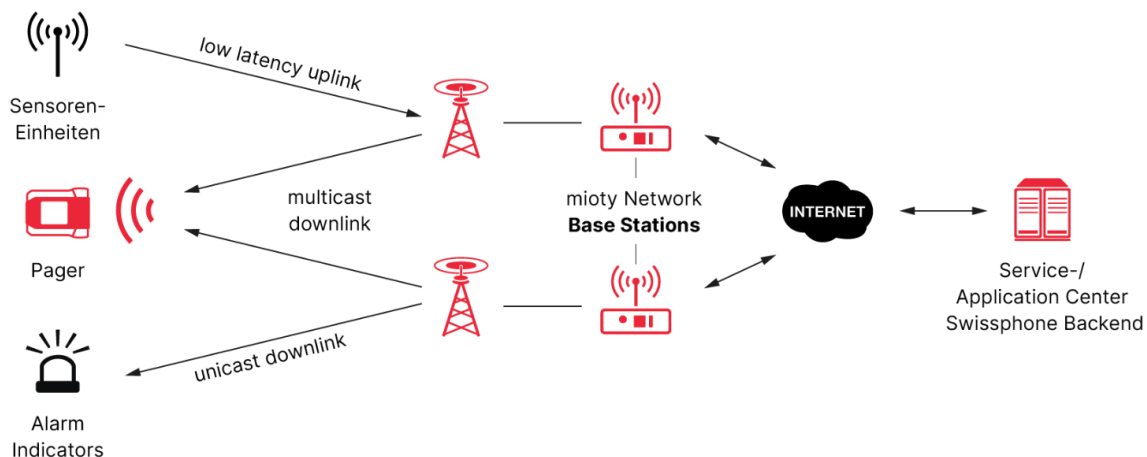 low latency uplink
Sensoren-
Einheiten
multicast
downlink
mioty Network
Base Stations
INTERNET
Pager
Service-/
Application Center
Swissphone Backend
unicast downlink
Alarm
Indicators